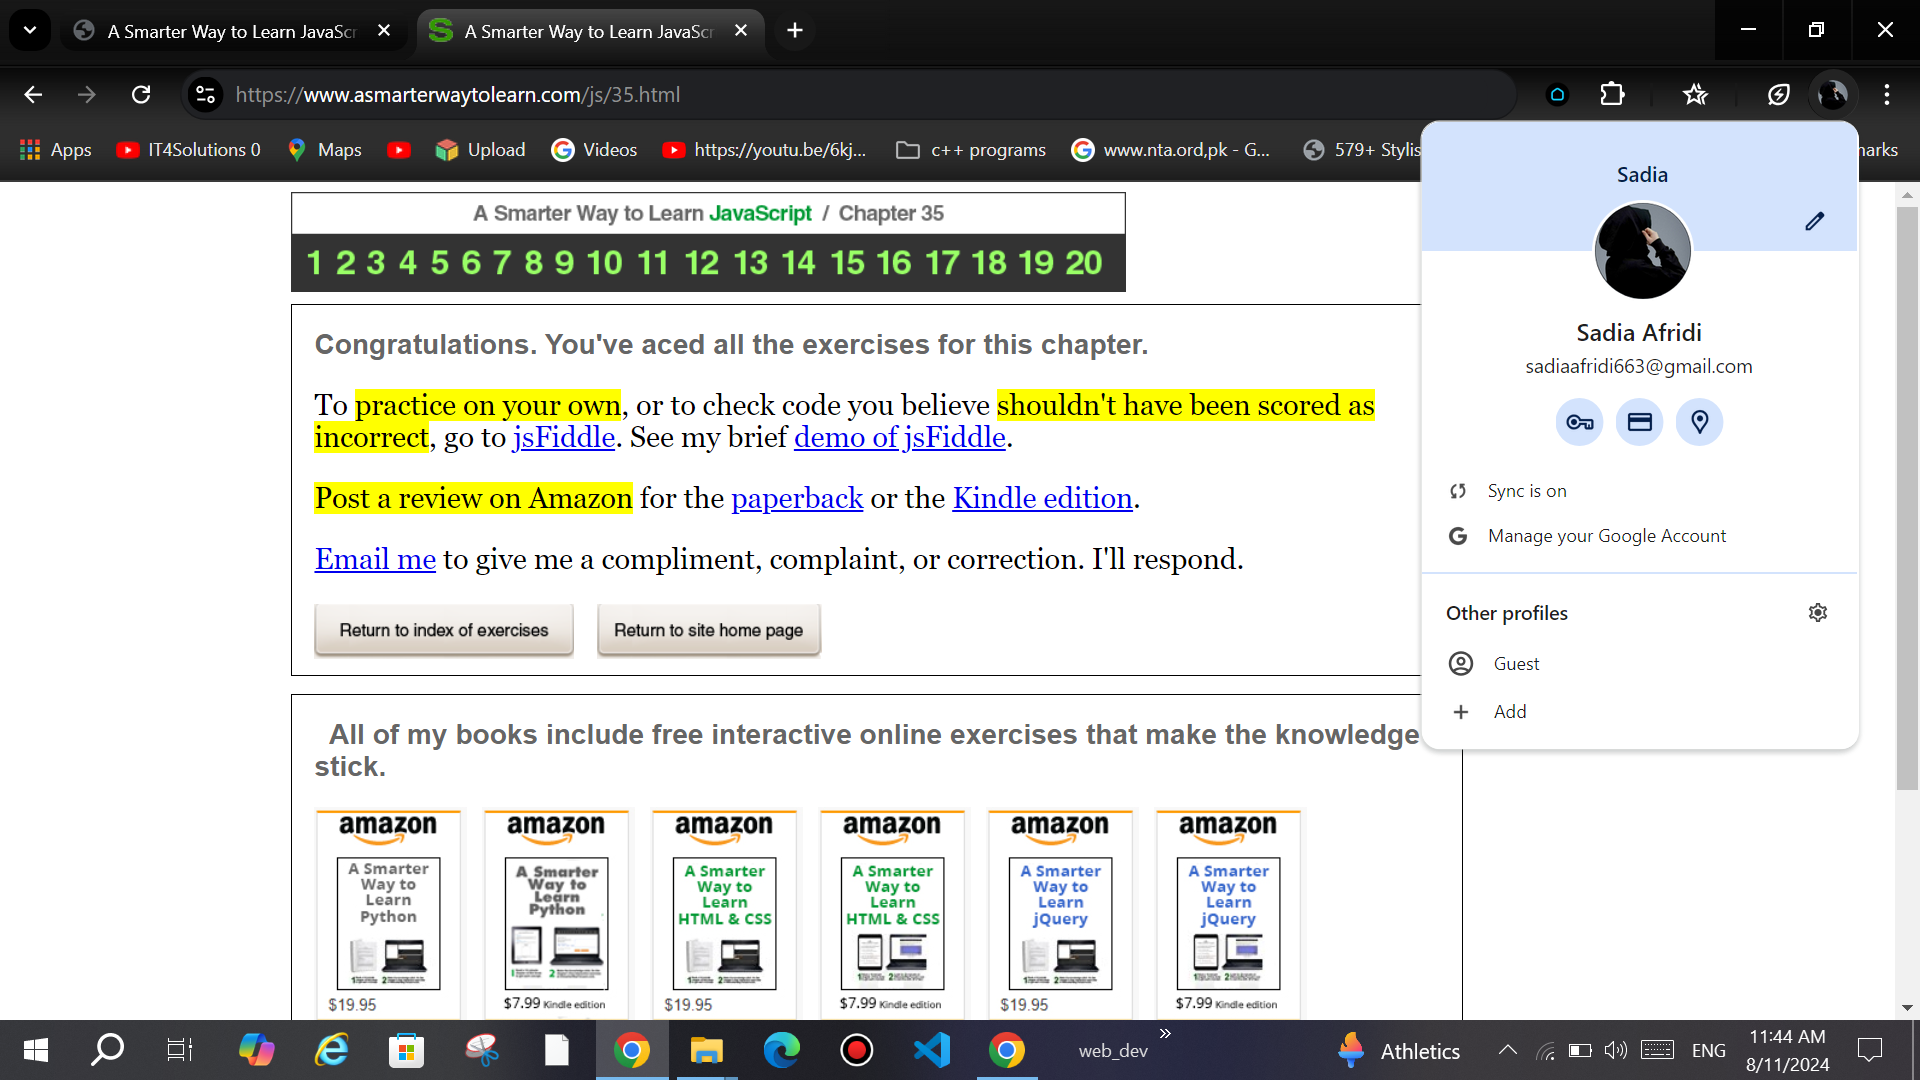 A Smarter Way to Learn JavaScr
A Smarter Way to Learn JavaScr
https://www.asmarterwaytolearn.com/js/35.html
Apps
IT4Solutions 0
Maps
Upload
Videos
https://youtu.be/6kj...
c++ programs
www.nta.ord,pk - G...
579+ Stylis
narks
A Smarter Way to Learn JavaScript / Chapter 35
1 2 3 4 5 6 7 8 9 10 11 12 13 14 15 16 17 18 19 20
Congratulations. You've aced all the exercises for this chapter.
To practice on your own, or to check code you believe shouldn't have been scored as
incorrect, go to jsFiddle. See my brief demo of jsFiddle.
Post a review on Amazon for the paperback or the Kindle edition.
Email me to give me a compliment, complaint, or correction. I'll respond.
Return to index of exercises
Return to site home page
All of my books include free interactive online exercises that make the knowledge
stick.
amazon
A Smarter
Way to
Learn
Python
$19.95
amazon
A Smarter
Way to
Learn
Python
$7.99 Kindle edition
amazon
A Smarter
Way to
Learn
HTML & CSS
$19.95
amazon
A Smarter
Way to
Learn
HTML & CSS
$7.99 Kindle edition
amazon
A Smarter
Way to
Learn
jQuery
$19.95
amazon
A Smarter
Way to
Learn
jQuery
$7.99 Kindle edition
Sadia
Sadia Afridi
sadiaafridi663@gmail.com
Sync is on
Manage your Google Account
Other profiles
Guest
Add
web_dev
Athletics
ENG
11:44 AM
8/11/2024